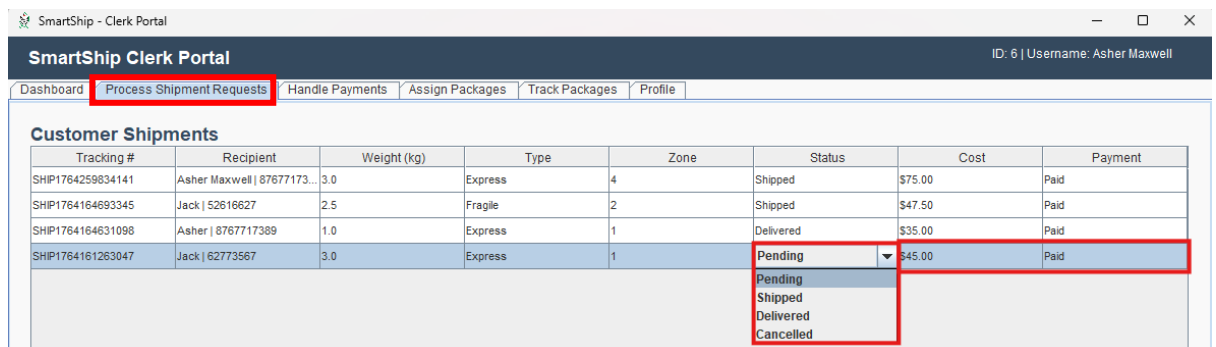 SmartShip - Clerk Portal
SmartShip Clerk Portal ID: 6 | Username: Asher Maxwell
Dashboard Process Shipment Requests Handle Payments Assign Packages Track Packages Profile
Customer Shipments
Tracking # Recipient Weight (kg) Type Zone Status Cost Payment
SHIP1764259834141 Asher Maxwell | 87677173... 3.0 Express 4 Shipped $75.00 Paid
SHIP1764164693345 Jack | 52616627 2.5 Fragile 2 Shipped $47.50 Paid
SHIP1764164631098 Asher | 8767717389 1.0 Express 1 Delivered $35.00 Paid
SHIP1764161263047 Jack | 62773567 3.0 Express 1 Pending $45.00 Paid
Pending
Shipped
Delivered
Cancelled